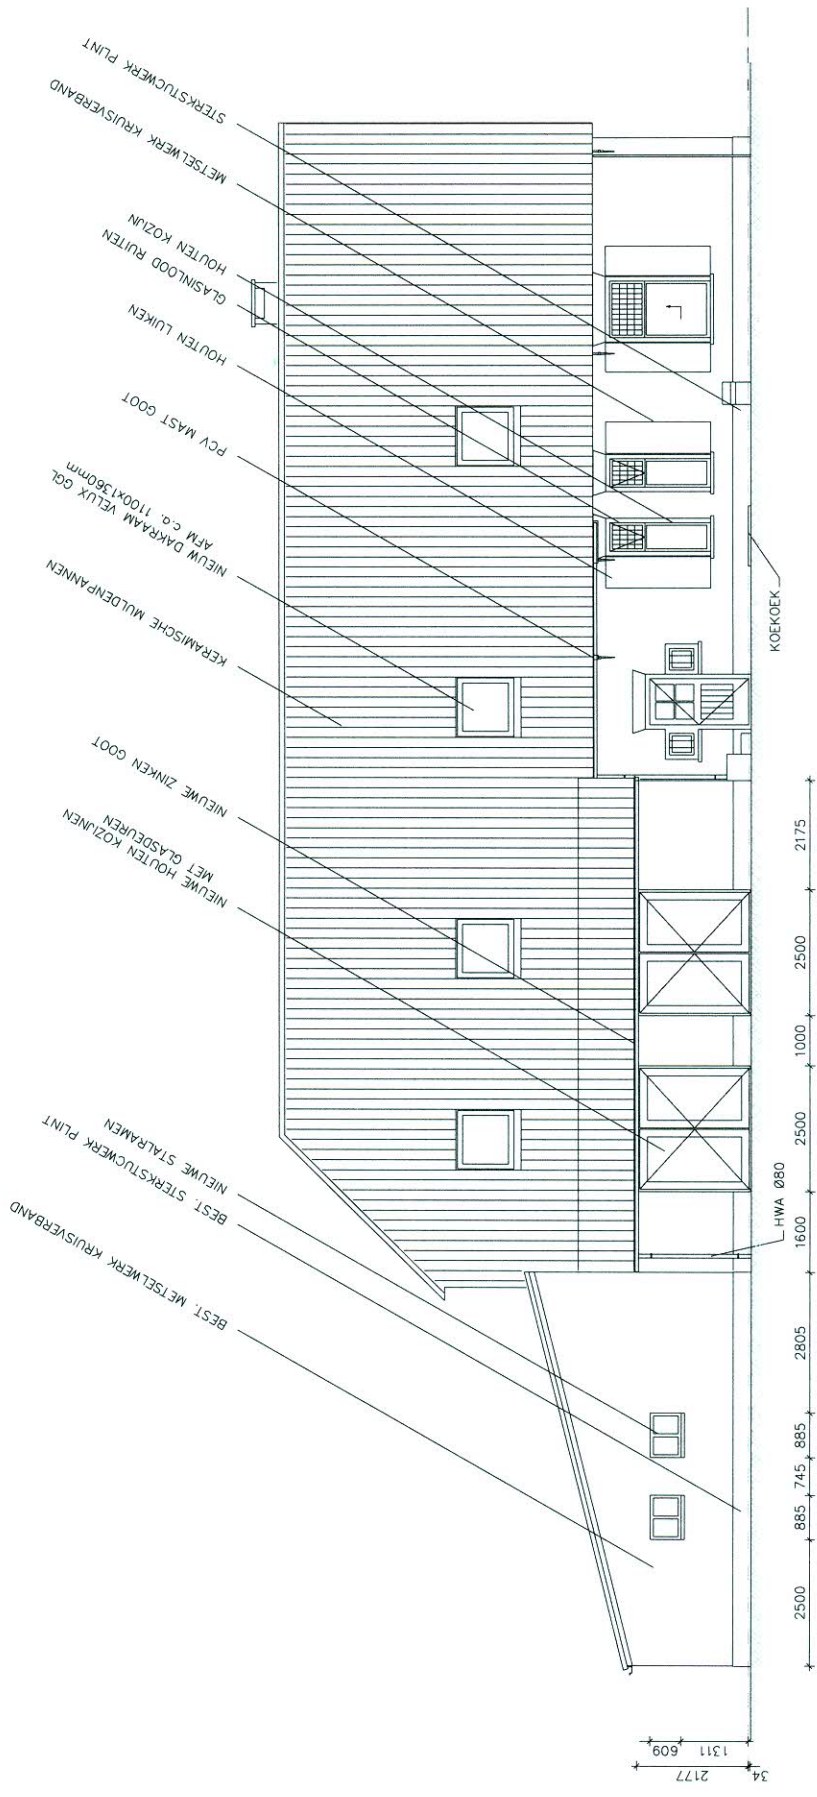 STERKSTUCWERK PLINT
METSELWERK KRUISVERBAND
HOUTEN KOZIJN
GLASINLOOD RUITEN
HOUTEN LUIKEN
PCV MAST GOOT
NIEUW DAKRAAM VELUX GGL
AFM c.a. 1100x1360mm
KERAMISCHE MULDENPANNEN
NIEUWE ZINKEN GOOT
NIEUWE HOUTEN KOZIJNEN
MET GLASDEUREN
NIEUWE STALRAMEN
BEST. STERKSTUCWERK PLINT
BEST. METSELWERK KRUISVERBAND
KOEKOEK
HWA Ø80
2175
2500
1000
2500
1600
2805
885
745
885
2500
609
1311
2177
34